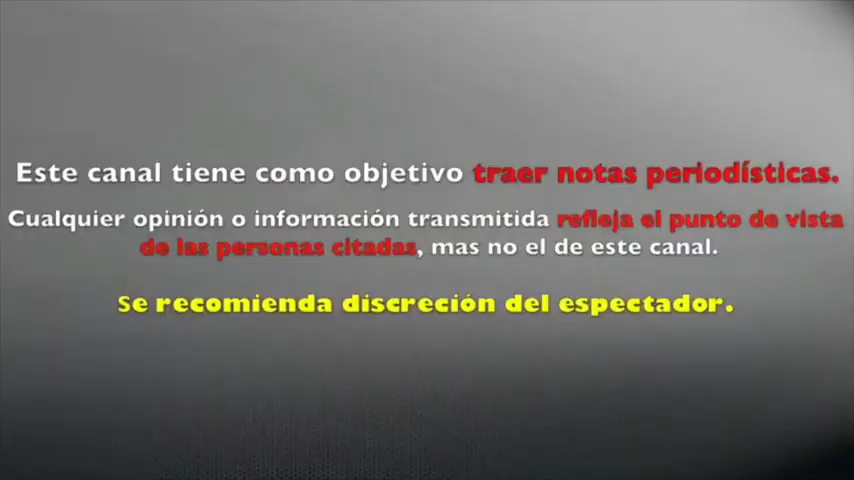 Este canal tiene como objetivo traer notas periodísticas.
Cualquier opinión o información transmitida refleja el punto de vista
de las personas citadas, mas no el de este canal.
Se recomienda discreción del espectador.